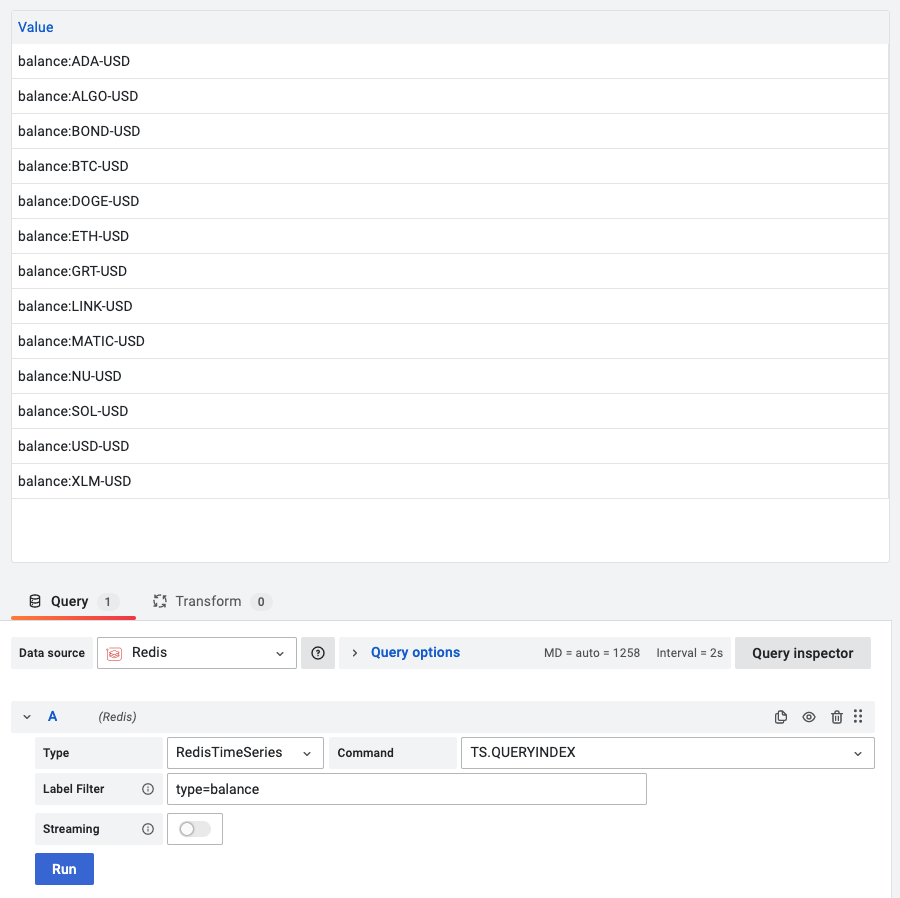 Value
balance:ADA-USD
balance:ALGO-USD
balance:BOND-USD
balance:BTC-USD
balance:DOGE-USD
balance:ETH-USD
balance:GRT-USD
balance:LINK-USD
balance:MATIC-USD
balance:NU-USD
balance:SOL-USD
balance:USD-USD
balance:XLM-USD
Query 1 Transform 0
Data source Redis Query options MD = auto = 1258 Interval = 2s Query inspector
A (Redis)
Type RedisTimeSeries Command TS.QUERYINDEX
Label Filter type=balance
Streaming
Run